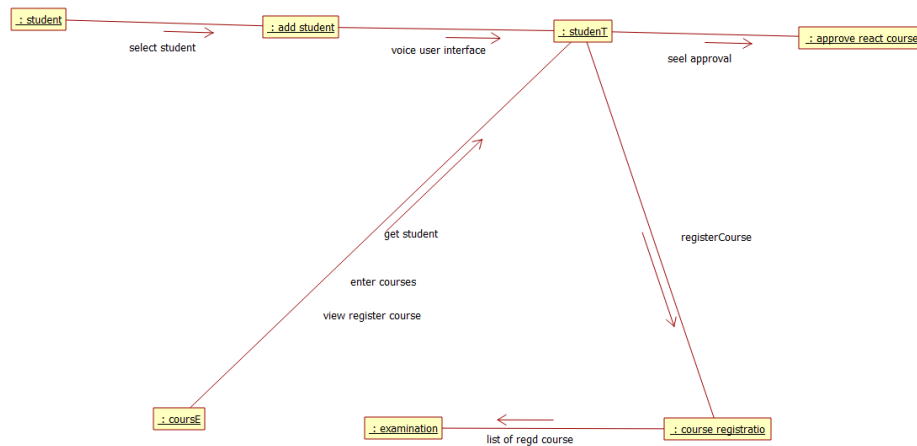 : student
: add student
: studenT
: approve react course
select student
voice user interface
seel approval
get student
registerCourse
enter courses
view register course
: coursE
: examination
: course registratio
list of regd course